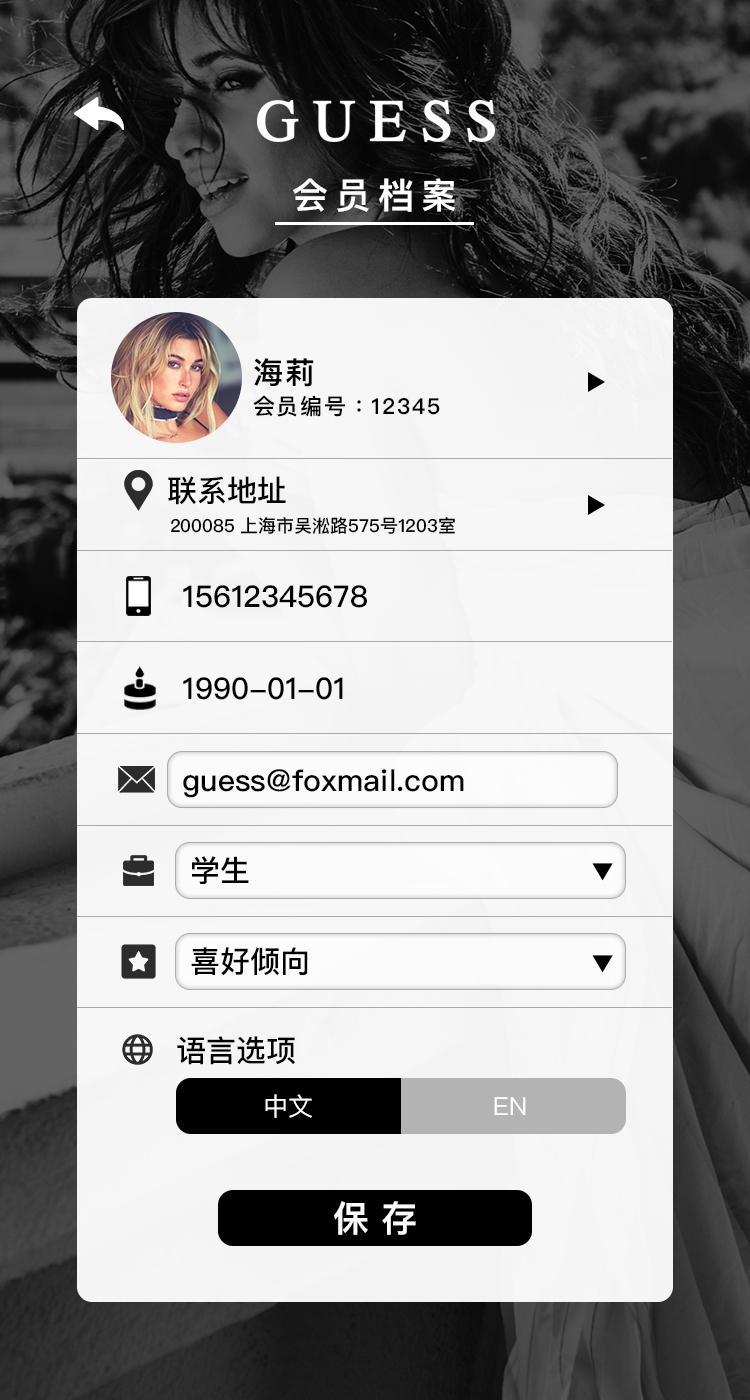 GUESS
会员档案
海莉
会员编号：12345
联系地址
200085 上海市吴淞路575号1203室
15612345678
1990-01-01
guess@foxmail.com
学生
喜好倾向
语言选项
中文 EN
保存